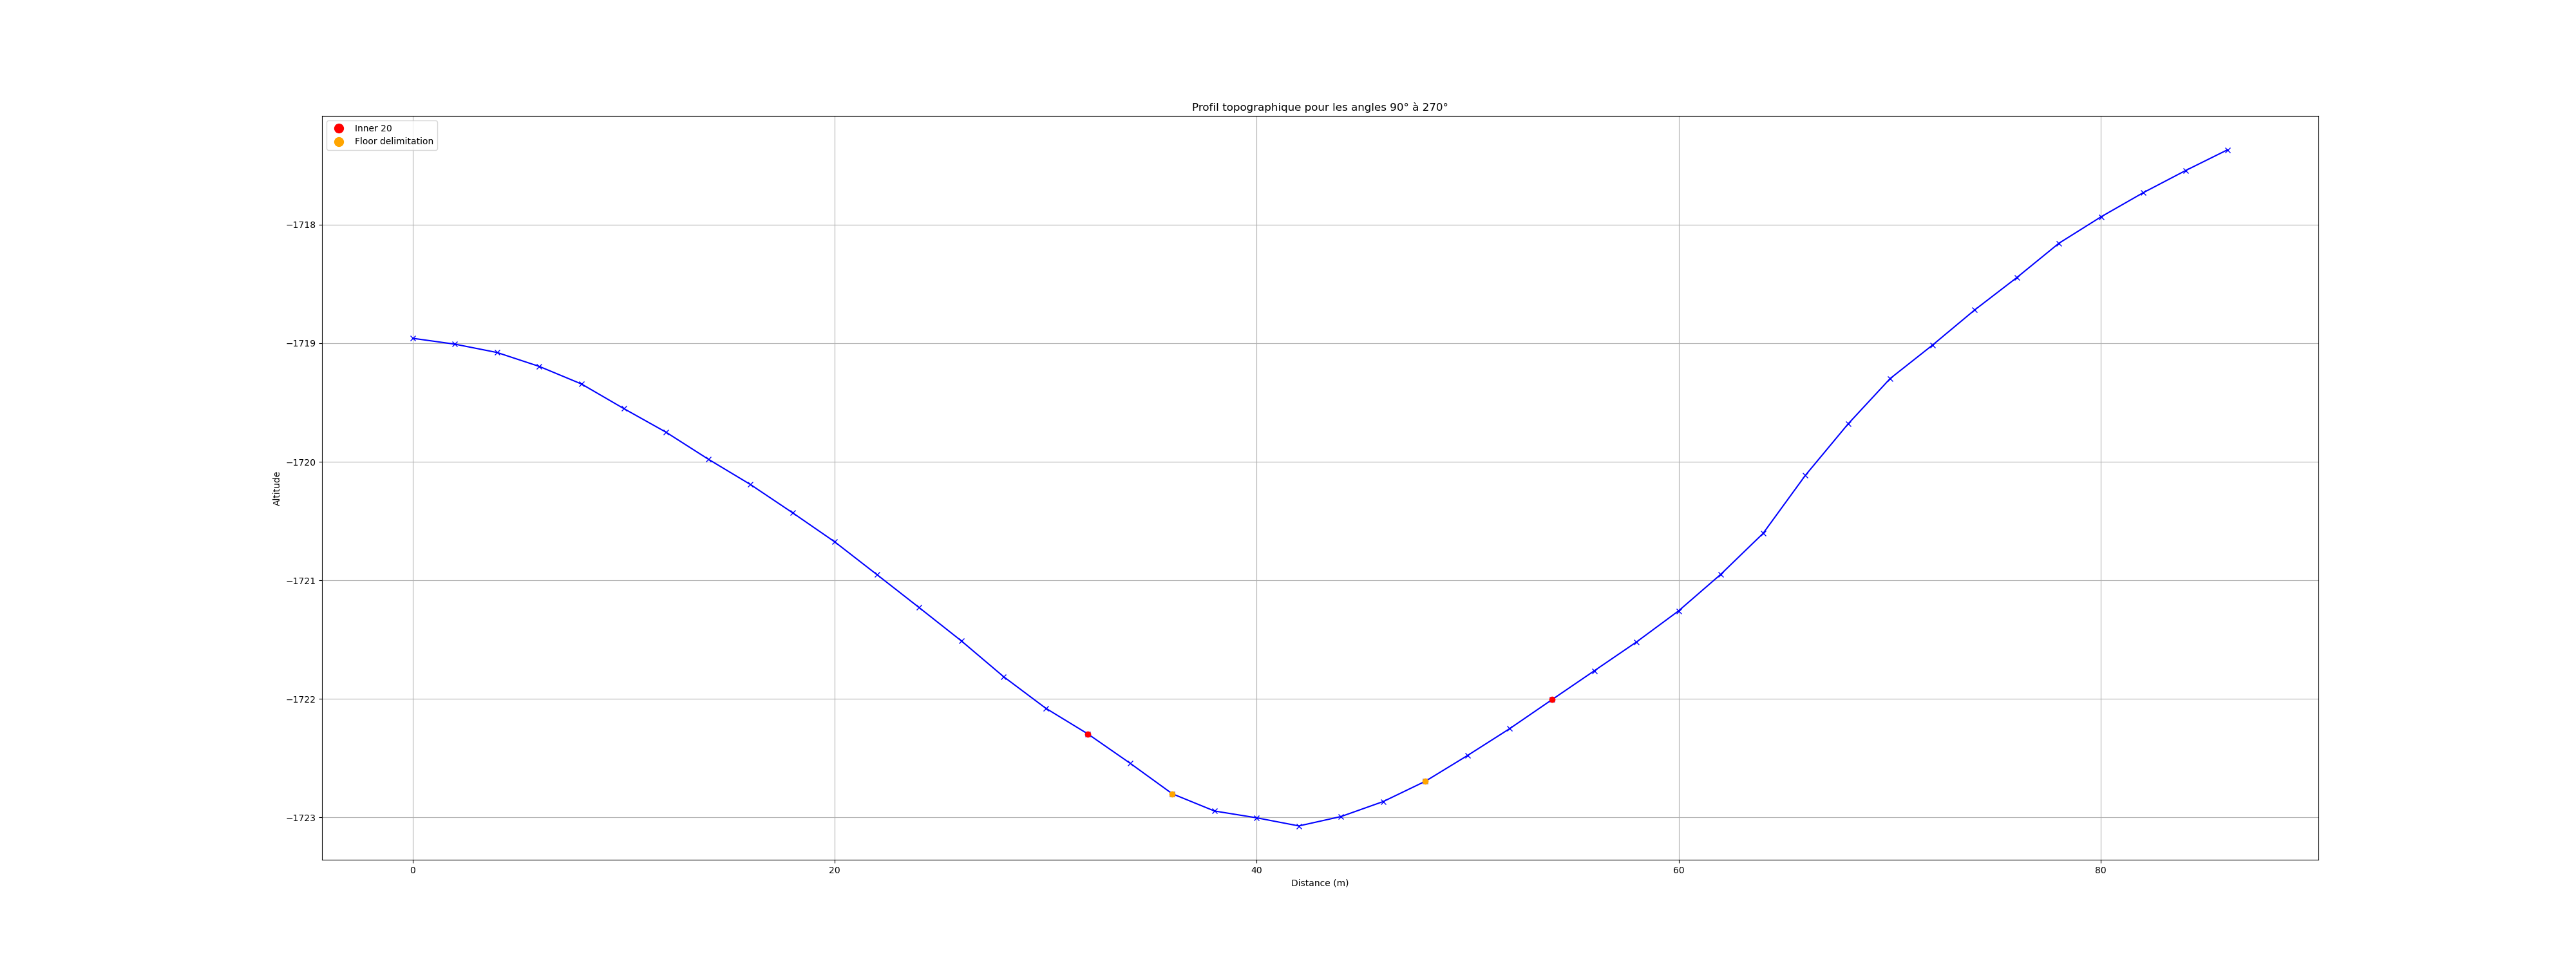 Profil topographique pour les angles 90° à 270°
Inner 20
Floor delimitation
−1718
−1719
−1720
−1721
−1722
−1723
Altitude
0 20 40 60 80
Distance (m)